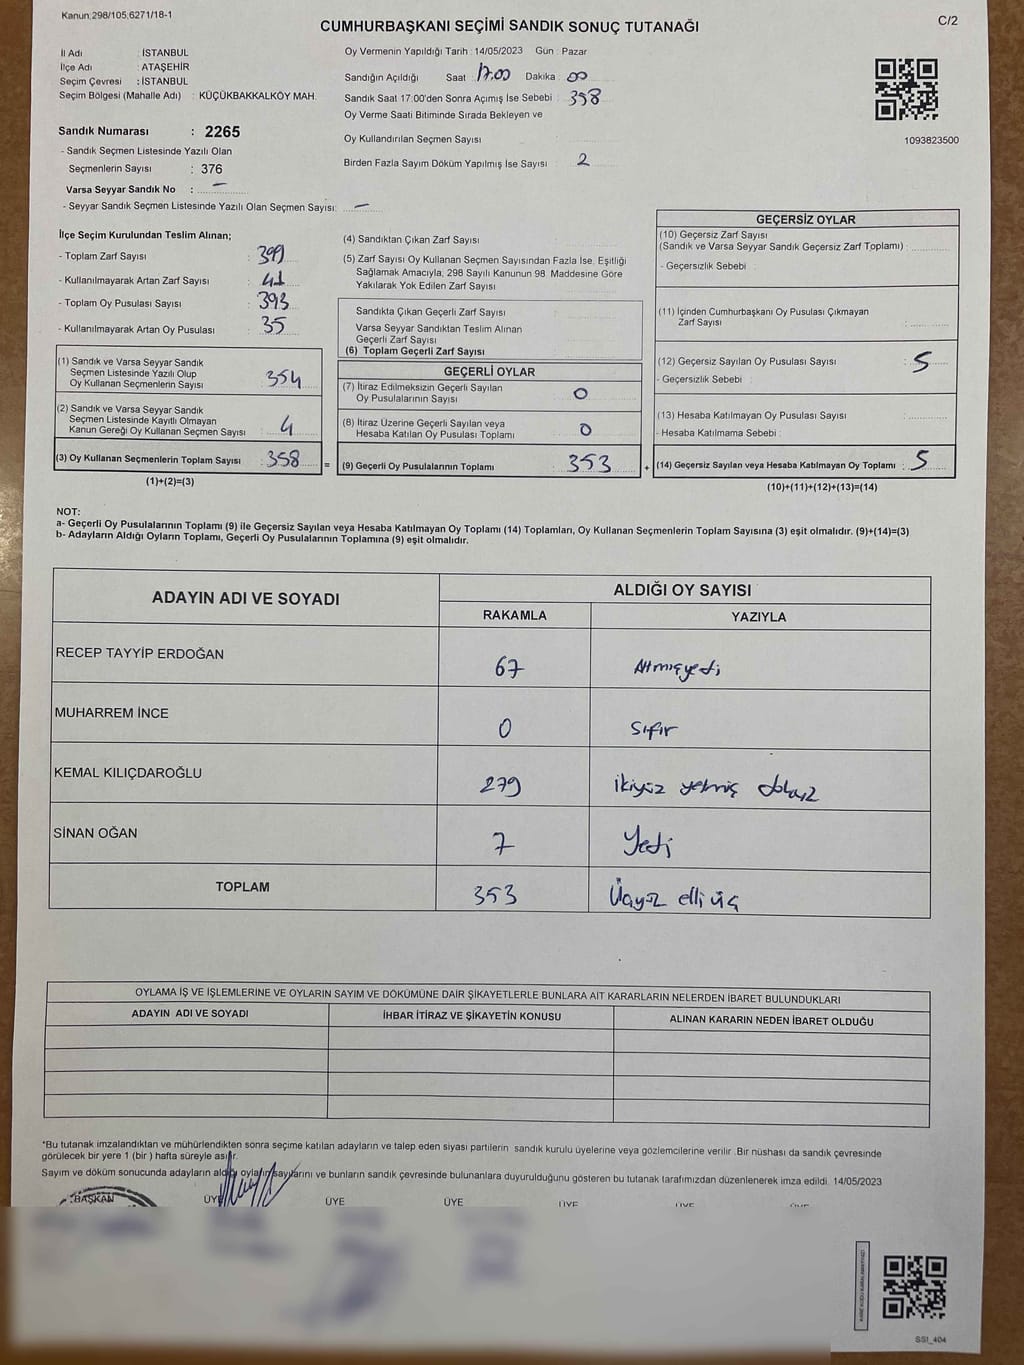 Kanun:298/105,6271/18-1
CUMHURBAŞKANI SEÇİMİ SANDIK SONUÇ TUTANAĞI
C/2
İl Adı : İSTANBUL
İlçe Adı : ATAŞEHİR
Seçim Çevresi : İSTANBUL
Seçim Bölgesi (Mahalle Adı) : KÜÇÜKBAKKALKÖY MAH.
Sandık Numarası : 2265
- Sandık Seçmen Listesinde Yazılı Olan
Seçmenlerin Sayısı : 376
Varsa Seyyar Sandık No : –
- Seyyar Sandık Seçmen Listesinde Yazılı Olan Seçmen Sayısı: –
Oy Vermenin Yapıldığı Tarih : 14/05/2023 Gün : Pazar
Sandığın Açıldığı Saat 17.00 Dakika : 00
Sandık Saat 17:00'den Sonra Açımış İse Sebebi : 358
Oy Verme Saati Bitiminde Sırada Bekleyen ve
Oy Kullandırılan Seçmen Sayısı
Birden Fazla Sayım Döküm Yapılmış İse Sayısı : 2
1093823500
İlçe Seçim Kurulundan Teslim Alınan;
- Toplam Zarf Sayısı : 399
- Kullanılmayarak Artan Zarf Sayısı : 41
- Toplam Oy Pusulası Sayısı : 393
- Kullanılmayarak Artan Oy Pusulası : 35
(1) Sandık ve Varsa Seyyar Sandık
Seçmen Listesinde Yazılı Olup
Oy Kullanan Seçmenlerin Sayısı : 354
(2) Sandık ve Varsa Seyyar Sandık
Seçmen Listesinde Kayıtlı Olmayan
Kanun Gereği Oy Kullanan Seçmen Sayısı : 4
(3) Oy Kullanan Seçmenlerin Toplam Sayısı : 358 =
(1)+(2)=(3)
(4) Sandıktan Çıkan Zarf Sayısı
(5) Zarf Sayısı Oy Kullanan Seçmen Sayısından Fazla İse, Eşitliği
Sağlamak Amacıyla, 298 Sayılı Kanunun 98. Maddesine Göre
Yakılarak Yok Edilen Zarf Sayısı
Sandıkta Çıkan Geçerli Zarf Sayısı
Varsa Seyyar Sandıktan Teslim Alınan
Geçerli Zarf Sayısı
(6) Toplam Geçerli Zarf Sayısı
GEÇERLİ OYLAR
(7) İtiraz Edilmeksizin Geçerli Sayılan
Oy Pusulalarının Sayısı : 0
(8) İtiraz Üzerine Geçerli Sayılan veya
Hesaba Katılan Oy Pusulası Toplamı : 0
(9) Geçerli Oy Pusulalarının Toplamı : 353 +
GEÇERSİZ OYLAR
(10) Geçersiz Zarf Sayısı
(Sandık ve Varsa Seyyar Sandık Geçersiz Zarf Toplamı) :
- Geçersizlik Sebebi :
(11) İçinden Cumhurbaşkanı Oy Pusulası Çıkmayan
Zarf Sayısı :
(12) Geçersiz Sayılan Oy Pusulası Sayısı : 5
- Geçersizlik Sebebi :
(13) Hesaba Katılmayan Oy Pusulası Sayısı :
- Hesaba Katılmama Sebebi :
(14) Geçersiz Sayılan veya Hesaba Katılmayan Oy Toplamı : 5
(10)+(11)+(12)+(13)=(14)
NOT:
a- Geçerli Oy Pusulalarının Toplamı (9) ile Geçersiz Sayılan veya Hesaba Katılmayan Oy Toplamı (14) Toplamları, Oy Kullanan Seçmenlerin Toplam Sayısına (3) eşit olmalıdır. (9)+(14)=(3)
b- Adayların Aldığı Oyların Toplamı, Geçerli Oy Pusulalarının Toplamına (9) eşit olmalıdır.
ADAYIN ADI VE SOYADI
ALDIĞI OY SAYISI
RAKAMLA YAZIYLA
RECEP TAYYİP ERDOĞAN 67 Altmışyedi
MUHARREM İNCE 0 Sıfır
KEMAL KILIÇDAROĞLU 279 ikiyüz yetmiş dokuz
SİNAN OĞAN 7 Yedi
TOPLAM 353 Üçyüz elli üç
OYLAMA İŞ VE İŞLEMLERİNE VE OYLARIN SAYIM VE DÖKÜMÜNE DAİR ŞİKAYETLERLE BUNLARA AİT KARARLARIN NELERDEN İBARET BULUNDUKLARI
ADAYIN ADI VE SOYADI İHBAR İTİRAZ VE ŞİKAYETİN KONUSU ALINAN KARARIN NEDEN İBARET OLDUĞU
*Bu tutanak imzalandıktan ve mühürlendikten sonra seçime katılan adayların ve talep eden siyasi partilerin sandık kurulu üyelerine veya gözlemcilerine verilir. Bir nüshası da sandık çevresinde
görülecek bir yere 1 (bir ) hafta süreyle asılır.
Sayım ve döküm sonucunda adayların aldığı oyların sayılarını ve bunların sandık çevresinde bulunanlara duyurulduğunu gösteren bu tutanak tarafımızdan düzenlenerek imza edildi. 14/05/2023
BAŞKAN ÜYE ÜYE ÜYE ÜYE ÜYE
SSI_404